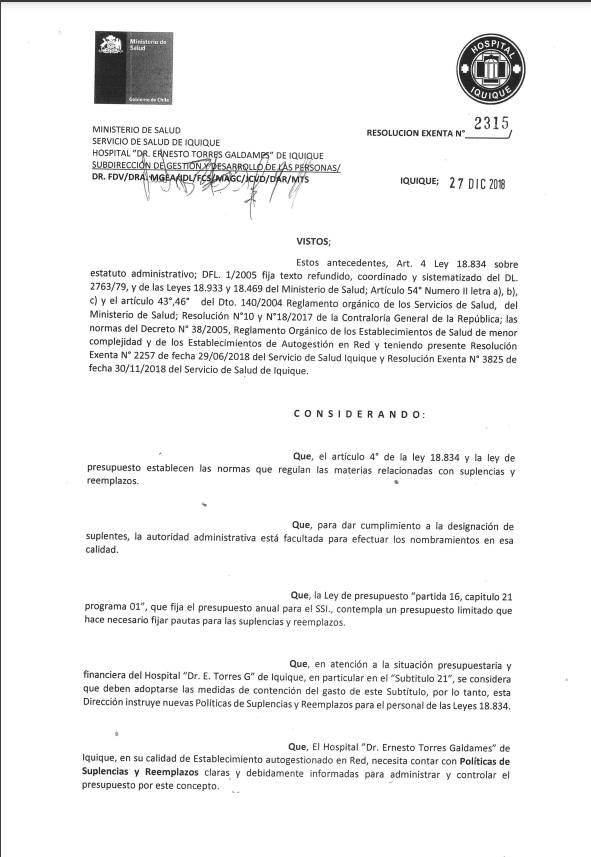 Ministerio de
Salud
Gobierno de Chile
HOSPITAL
IQUIQUE
MINISTERIO DE SALUD
SERVICIO DE SALUD DE IQUIQUE
HOSPITAL "DR. ERNESTO TORRES GALDAMES" DE IQUIQUE
SUBDIRECCIÓN DE GESTIÓN Y DESARROLLO DE LAS PERSONAS/
DR. FDV/DRA. MGEA/IDL/FCS/MAGC/JCVD/DAR/MTS
RESOLUCION EXENTA N° 2315/
IQUIQUE; 27 DIC 2018
VISTOS;
Estos antecedentes, Art. 4 Ley 18.834 sobre
estatuto administrativo; DFL. 1/2005 fija texto refundido, coordinado y sistematizado del DL.
2763/79, y de las Leyes 18.933 y 18.469 del Ministerio de Salud; Artículo 54° Numero II letra a), b),
c) y el artículo 43°,46° del Dto. 140/2004 Reglamento orgánico de los Servicios de Salud, del
Ministerio de Salud; Resolución N°10 y N°18/2017 de la Contraloría General de la República; las
normas del Decreto N° 38/2005, Reglamento Orgánico de los Establecimientos de Salud de menor
complejidad y de los Establecimientos de Autogestión en Red y teniendo presente Resolución
Exenta N° 2257 de fecha 29/06/2018 del Servicio de Salud Iquique y Resolución Exenta N° 3825 de
fecha 30/11/2018 del Servicio de Salud de Iquique.
C O N S I D E R A N D O :
Que, el artículo 4° de la ley 18.834 y la ley de
presupuesto establecen las normas que regulan las materias relacionadas con suplencias y
reemplazos.
Que, para dar cumplimiento a la designación de
suplentes, la autoridad administrativa está facultada para efectuar los nombramientos en esa
calidad.
Que, la Ley de presupuesto "partida 16, capitulo 21
programa 01", que fija el presupuesto anual para el SSI., contempla un presupuesto limitado que
hace necesario fijar pautas para las suplencias y reemplazos.
Que, en atención a la situación presupuestaria y
financiera del Hospital "Dr. E. Torres G" de Iquique, en particular en el "Subtitulo 21", se considera
que deben adoptarse las medidas de contención del gasto de este Subtítulo, por lo tanto, esta
Dirección instruye nuevas Políticas de Suplencias y Reemplazos para el personal de las Leyes 18.834.
Que, El Hospital "Dr. Ernesto Torres Galdames" de
Iquique, en su calidad de Establecimiento autogestionado en Red, necesita contar con Políticas de
Suplencias y Reemplazos claras y debidamente informadas para administrar y controlar el
presupuesto por este concepto.